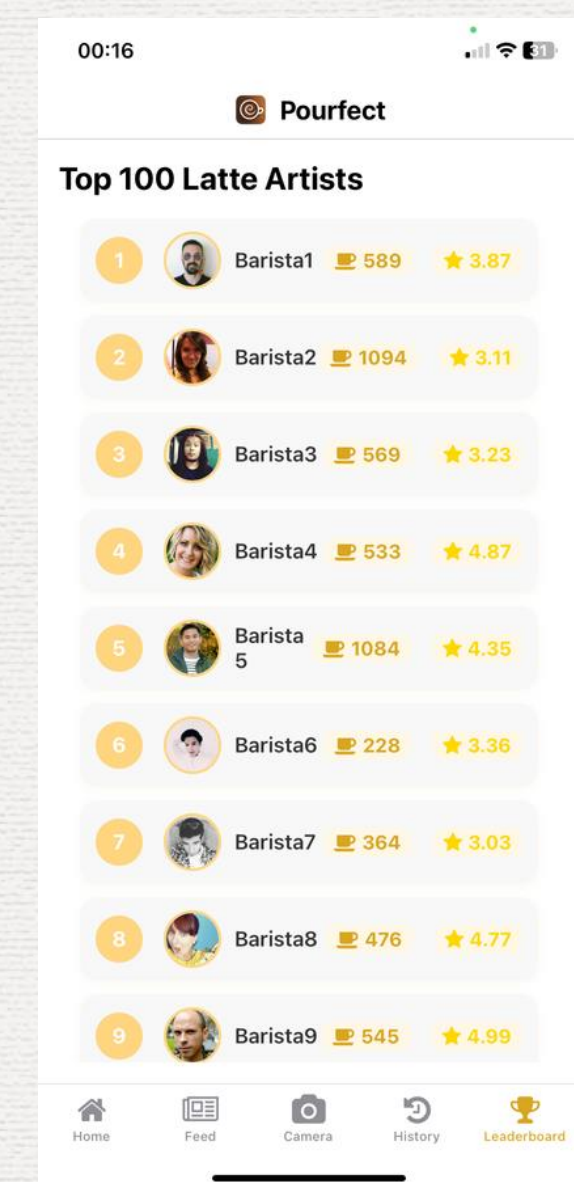 00:16
31
Pourfect
Top 100 Latte Artists
1 Barista1 589 3.87
2 Barista2 1094 3.11
3 Barista3 569 3.23
4 Barista4 533 4.87
5 Barista
5 1084 4.35
6 Barista6 228 3.36
7 Barista7 364 3.03
8 Barista8 476 4.77
9 Barista9 545 4.99
Home Feed Camera History Leaderboard